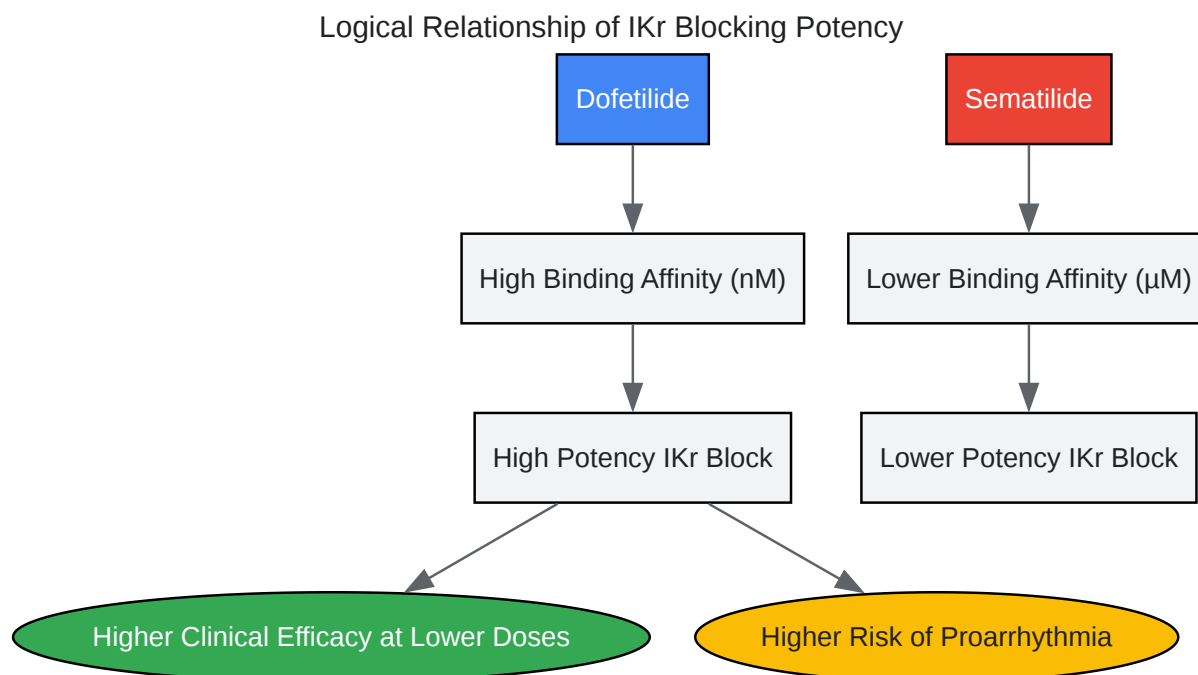 Logical Relationship of IKr Blocking Potency
Dofetilide
Sematilide
High Binding Affinity (nM)
Lower Binding Affinity (µM)
High Potency IKr Block
Lower Potency IKr Block
Higher Clinical Efficacy at Lower Doses
Higher Risk of Proarrhythmia